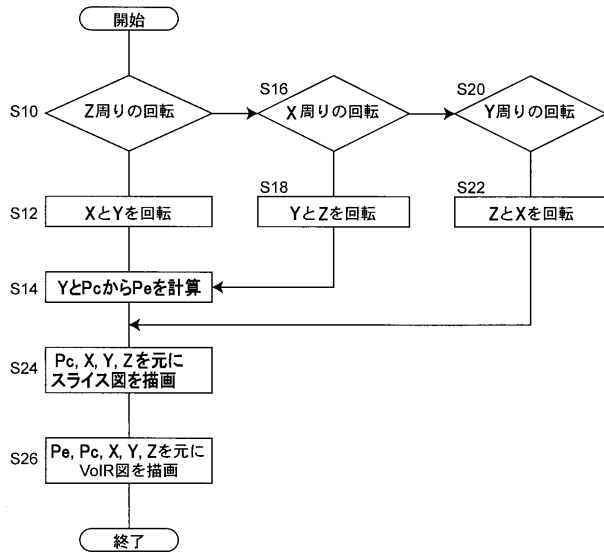 開始
S10
Z周りの回転
S16
X周りの回転
S20
Y周りの回転
S12
XとYを回転
S18
YとZを回転
S22
ZとXを回転
S14
YとPcからPeを計算
S24
Pc, X, Y, Zを元に
スライス図を描画
S26
Pe, Pc, X, Y, Zを元に
VolR図を描画
終了